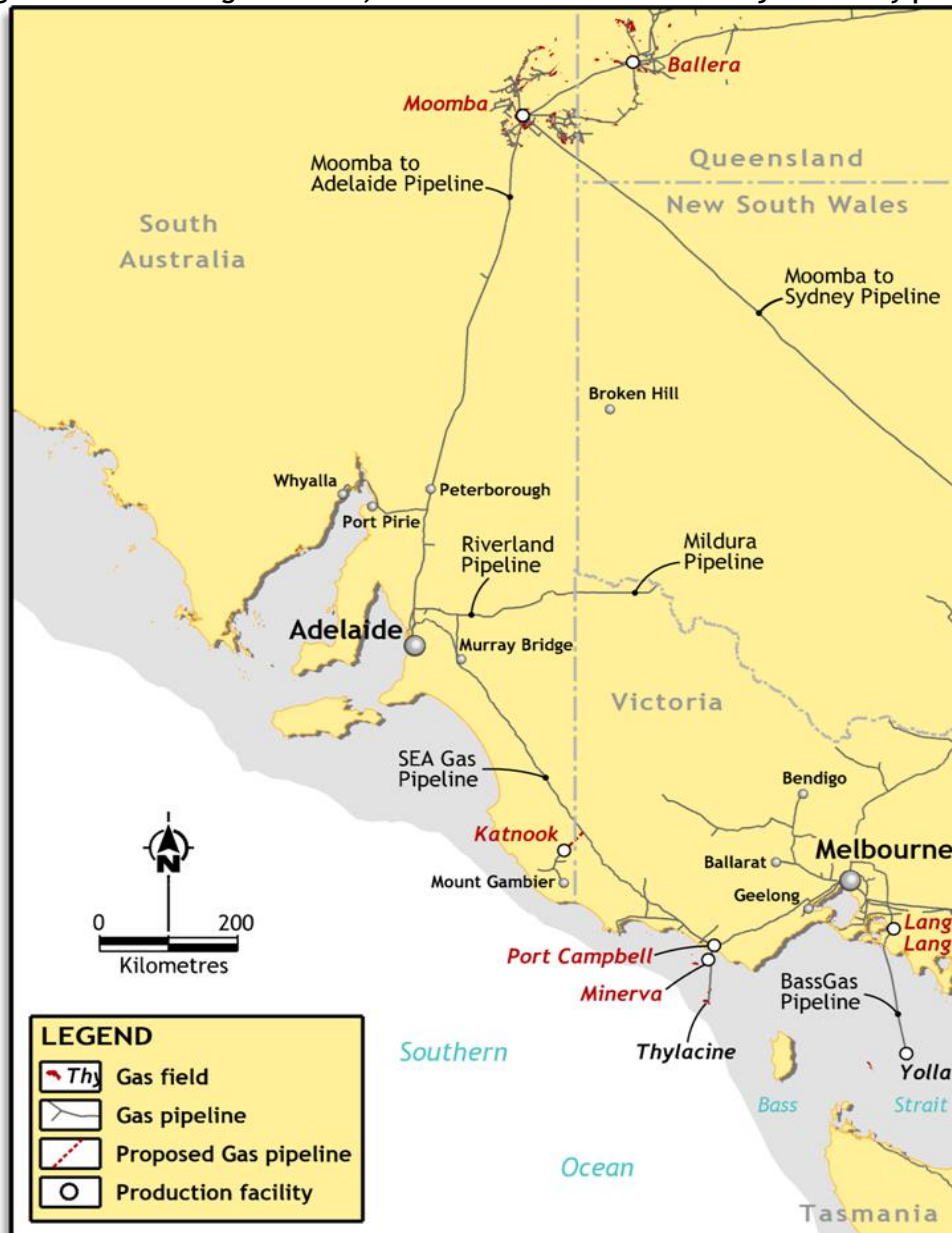 Ballera
Moomba
Moomba to
Adelaide Pipeline
Queensland
New South Wales
South
Australia
Moomba to
Sydney Pipeline
Broken Hill
Whyalla
Peterborough
Port Pirie
Riverland
Pipeline
Mildura
Pipeline
Adelaide
Murray Bridge
Victoria
SEA Gas
Pipeline
Bendigo
Katnook
Melbourne
Ballarat
Mount Gambier
Geelong
N
0 200
Kilometres
Lang
Lang
Port Campbell
Minerva
BassGas
Pipeline
Thylacine
Southern
Yolla
Bass Strait
Ocean
Tasmania
LEGEND
Thy Gas field
Gas pipeline
Proposed Gas pipeline
Production facility